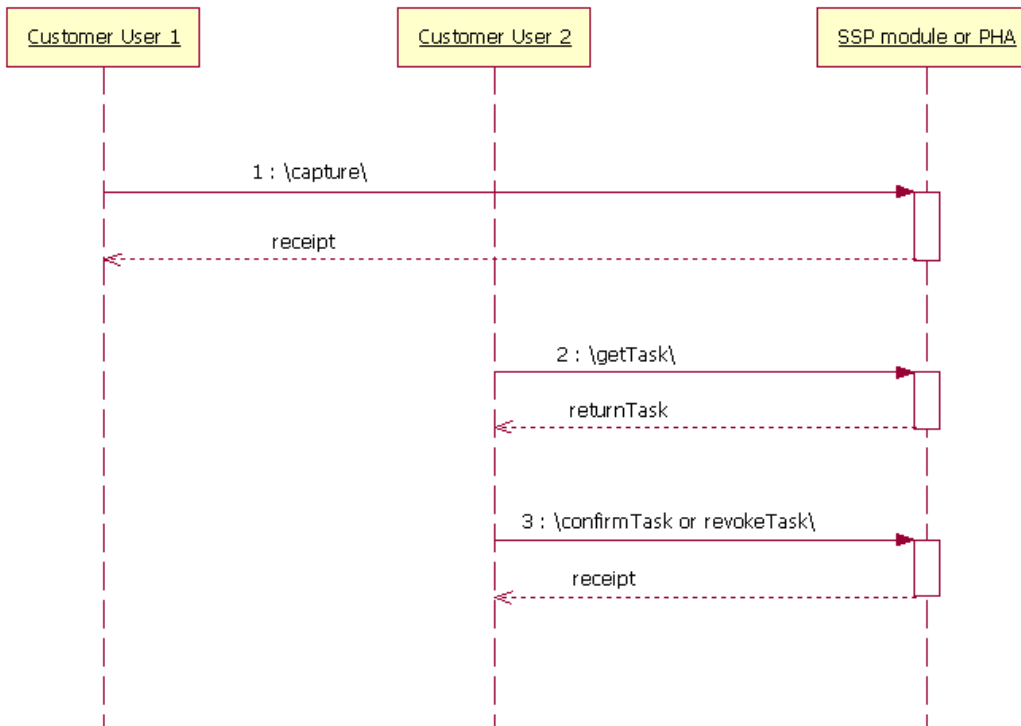 Customer User 1
Customer User 2
SSP module or PHA
1 : \capture\
receipt
2 : \getTask\
returnTask
3 : \confirmTask or revokeTask\
receipt